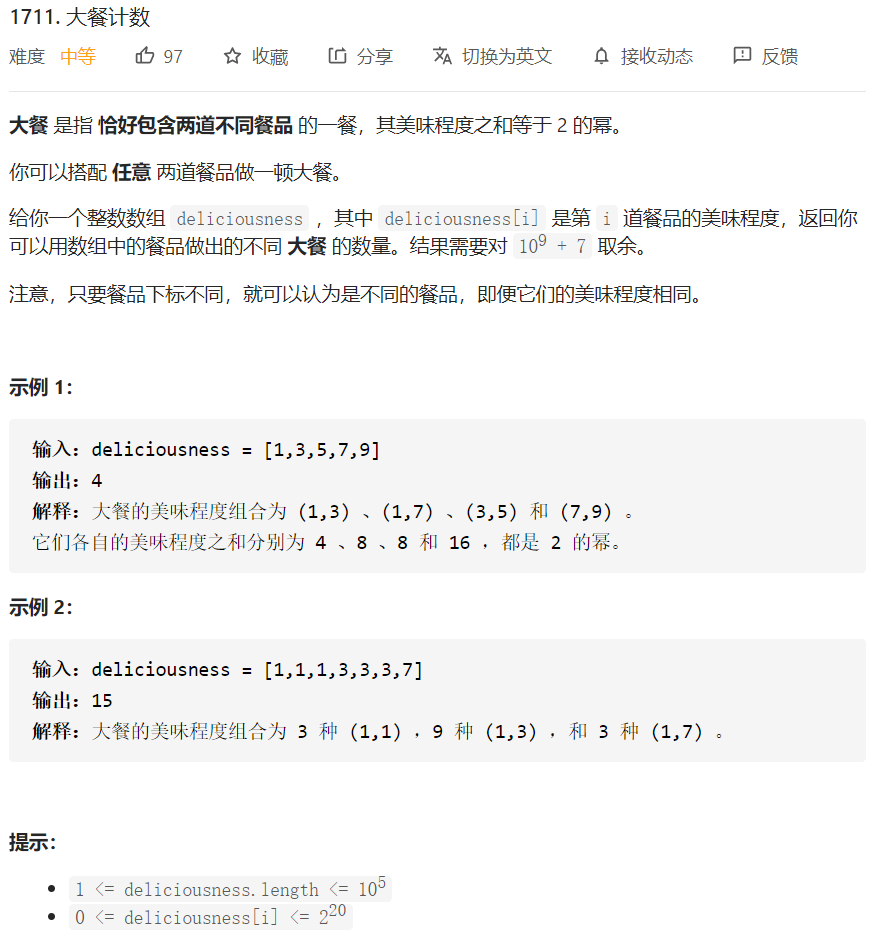 1711. 大餐计数
难度 中等 97 收藏 分享 切换为英文 接收动态 反馈
大餐 是指 恰好包含两道不同餐品 的一餐，其美味程度之和等于 2 的幂。
你可以搭配 任意 两道餐品做一顿大餐。
给你一个整数数组 deliciousness ，其中 deliciousness[i] 是第 i 道餐品的美味程度，返回你
可以用数组中的餐品做出的不同 大餐 的数量。结果需要对 10⁹ + 7 取余。
注意，只要餐品下标不同，就可以认为是不同的餐品，即便它们的美味程度相同。
示例 1：
输入：deliciousness = [1,3,5,7,9]
输出：4
解释：大餐的美味程度组合为 (1,3) 、(1,7) 、(3,5) 和 (7,9) 。
它们各自的美味程度之和分别为 4 、8 、8 和 16 ，都是 2 的幂。
示例 2：
输入：deliciousness = [1,1,1,3,3,3,7]
输出：15
解释：大餐的美味程度组合为 3 种 (1,1) ，9 种 (1,3) ，和 3 种 (1,7) 。
提示：
• 1 <= deliciousness.length <= 10⁵
• 0 <= deliciousness[i] <= 2²⁰